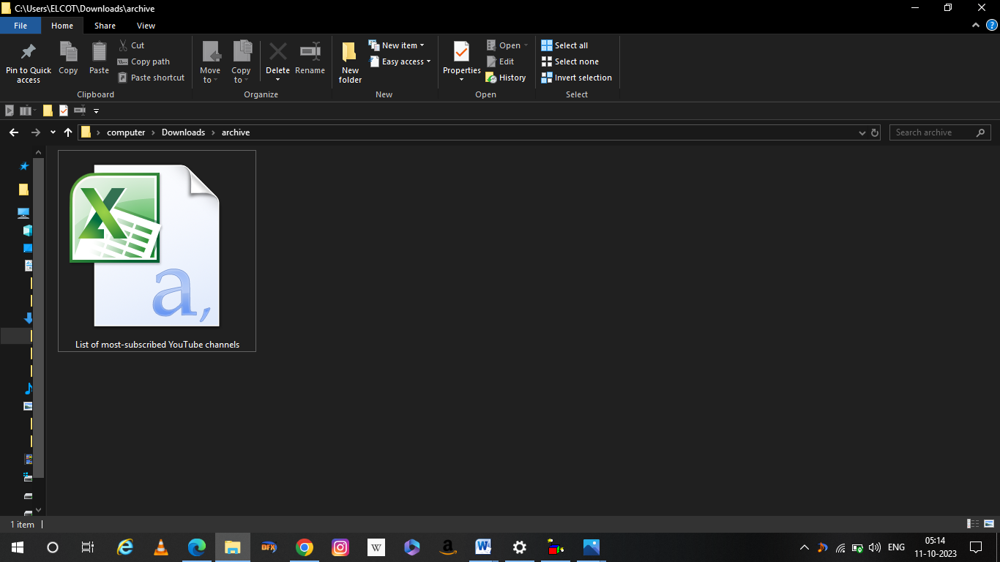 C:\Users\ELCOT\Downloads\archive
File Home Share View
Pin to Quick access
Copy
Paste
Cut
Copy path
Paste shortcut
Clipboard
Move to
Copy to
Delete
Rename
Organize
New folder
New item
Easy access
New
Properties
Open
Edit
History
Open
Select all
Select none
Invert selection
Select
computer Downloads archive
Search archive
a,
List of most-subscribed YouTube channels
1 item
DFX
W
a
W
ENG
05:14
11-10-2023